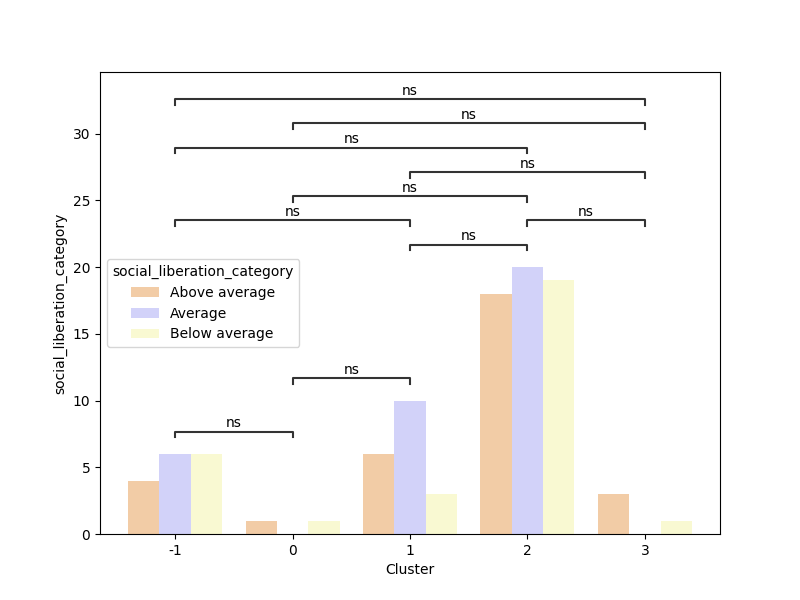 ns
ns
30
ns
ns
25
ns
ns
ns
ns
20
social_liberation_category
Above average
Average
Below average
15
ns
10
ns
5
0
-1 0 1 2 3
Cluster
social_liberation_category